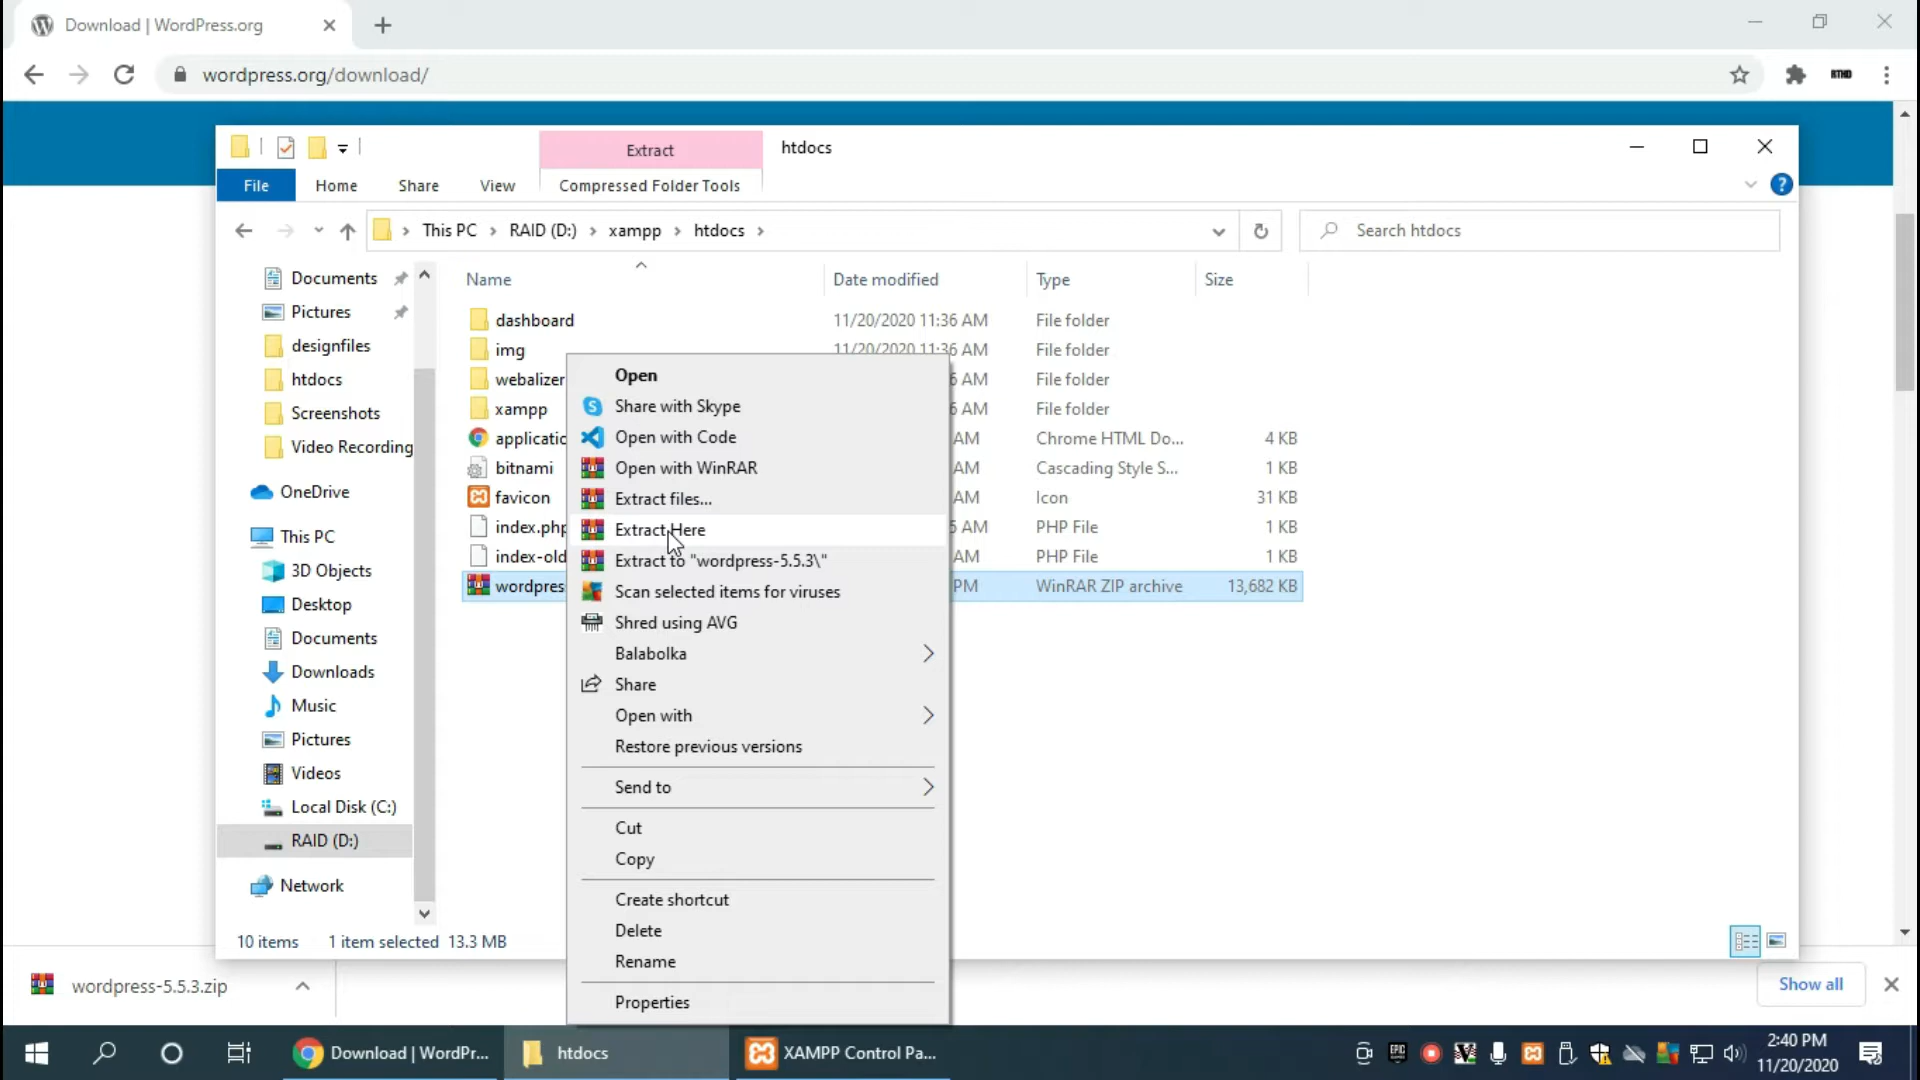 Download | WordPress.org
wordpress.org/download/
RTHD
Extract
htdocs
File
Home
Share
View
Compressed Folder Tools
This PC > RAID (D:) > xampp > htdocs >
Search htdocs
Name
Date modified
Type
Size
Documents
Pictures
designfiles
htdocs
Screenshots
Video Recording
OneDrive
This PC
3D Objects
Desktop
Documents
Downloads
Music
Pictures
Videos
Local Disk (C:)
RAID (D:)
Network
dashboard 11/20/2020 11:36 AM File folder
img 11/20/2020 11:36 AM File folder
webalizer 6 AM File folder
xampp 6 AM File folder
applicatio AM Chrome HTML Do... 4 KB
bitnami AM Cascading Style S... 1 KB
favicon AM Icon 31 KB
index.php 5 AM PHP File 1 KB
index-old AM PHP File 1 KB
wordpres PM WinRAR ZIP archive 13,682 KB
Open
Share with Skype
Open with Code
Open with WinRAR
Extract files...
Extract Here
Extract to "wordpress-5.5.3\"
Scan selected items for viruses
Shred using AVG
Balabolka
Share
Open with
Restore previous versions
Send to
Cut
Copy
Create shortcut
Delete
Rename
Properties
10 items 1 item selected 13.3 MB
wordpress-5.5.3.zip
Show all
Download | WordPr...
htdocs
XAMPP Control Pa...
EPIC
2:40 PM
11/20/2020